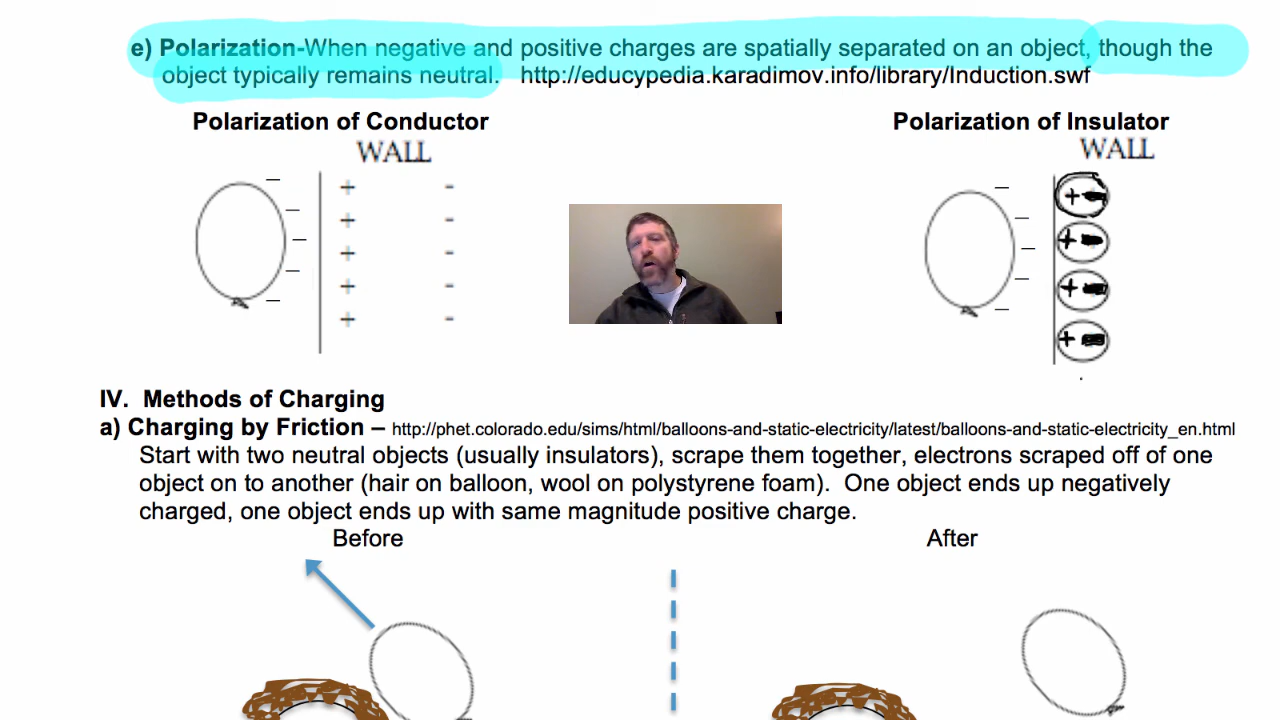 e) Polarization-When negative and positive charges are spatially separated on an object, though the
object typically remains neutral. http://educypedia.karadimov.info/library/Induction.swf
Polarization of Conductor
WALL
− + -
− + -
− + -
− + -
− + -
Polarization of Insulator
WALL
− + -
− + -
− + -
− + -
−
IV. Methods of Charging
a) Charging by Friction – http://phet.colorado.edu/sims/html/balloons-and-static-electricity/latest/balloons-and-static-electricity_en.html
Start with two neutral objects (usually insulators), scrape them together, electrons scraped off of one
object on to another (hair on balloon, wool on polystyrene foam). One object ends up negatively
charged, one object ends up with same magnitude positive charge.
Before
After